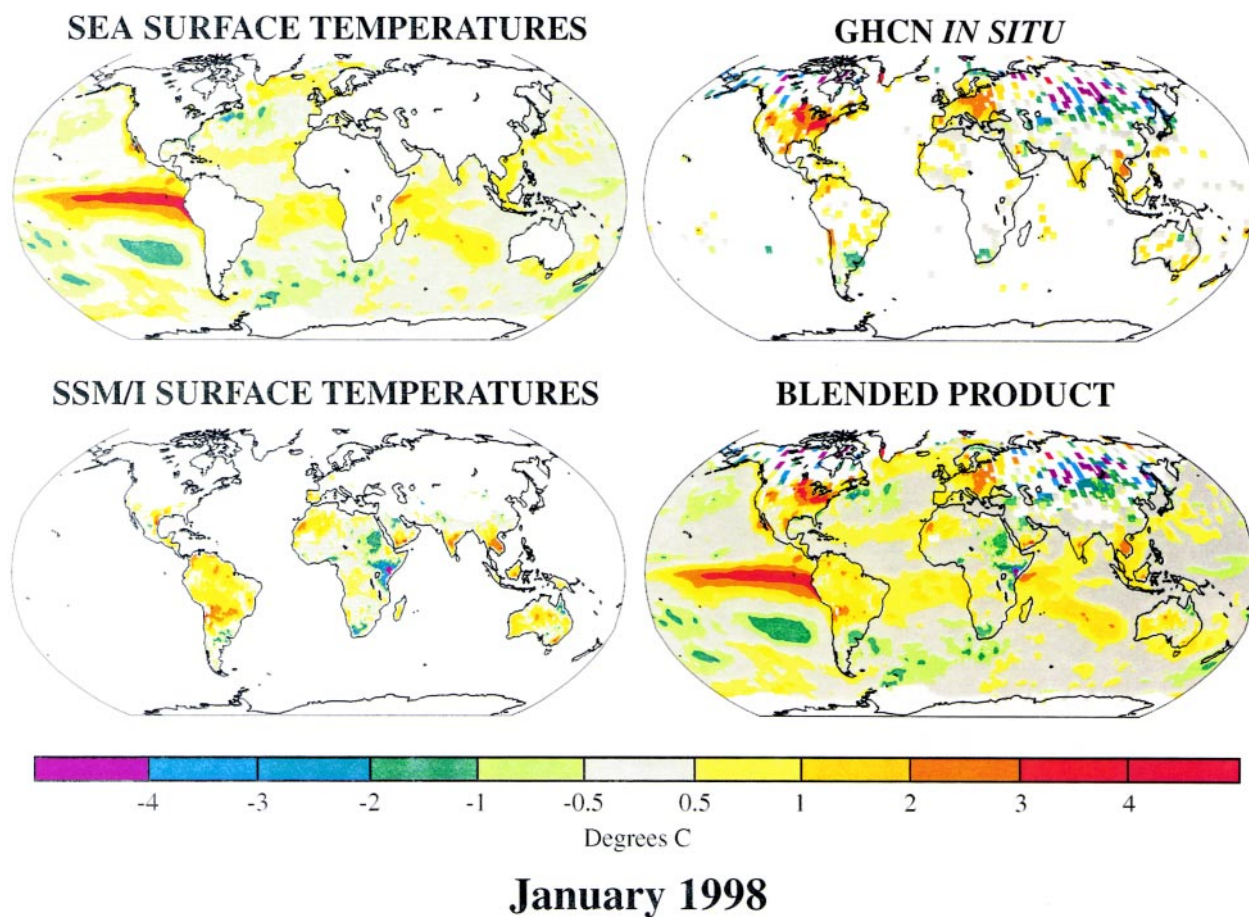 SEA SURFACE TEMPERATURES
GHCN IN SITU
SSM/I SURFACE TEMPERATURES
BLENDED PRODUCT
-4 -3 -2 -1 -0.5 0.5 1 2 3 4
Degrees C
January 1998